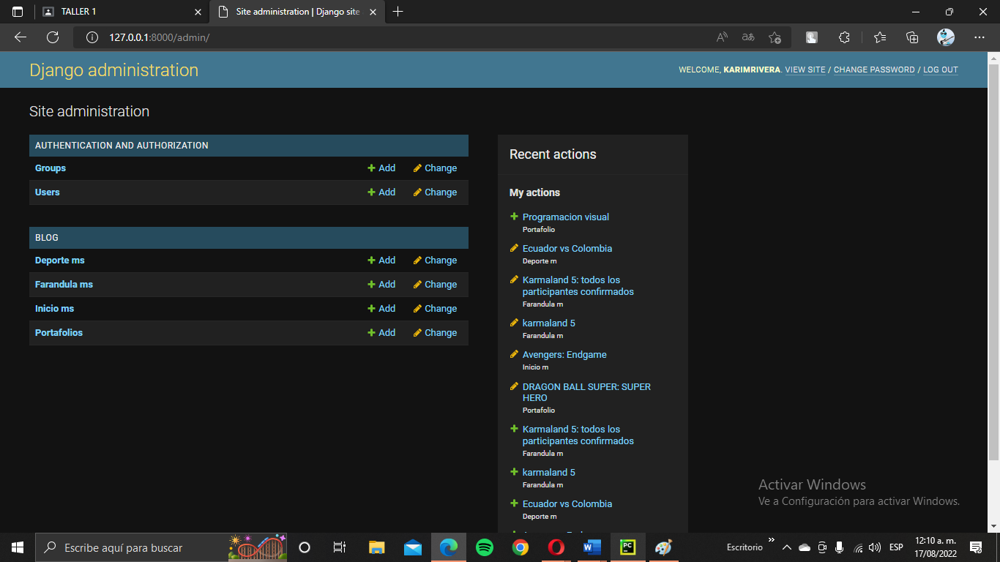 TALLER 1
Site administration | Django site
127.0.0.1:8000/admin/
Django administration
WELCOME, KARIMRIVERA. VIEW SITE / CHANGE PASSWORD / LOG OUT
Site administration
AUTHENTICATION AND AUTHORIZATION
Groups Add Change
Users Add Change
BLOG
Deporte ms Add Change
Farandula ms Add Change
Inicio ms Add Change
Portafolios Add Change
Recent actions
My actions
Programacion visual
Portafolio
Ecuador vs Colombia
Deporte m
Karmaland 5: todos los
participantes confirmados
Farandula m
karmaland 5
Farandula m
Avengers: Endgame
Inicio m
DRAGON BALL SUPER: SUPER
HERO
Portafolio
Karmaland 5: todos los
participantes confirmados
Farandula m
karmaland 5
Farandula m
Ecuador vs Colombia
Deporte m
Activar Windows
Ve a Configuración para activar Windows.
Escribe aquí para buscar
Escritorio
ESP
12:10 a. m.
17/08/2022